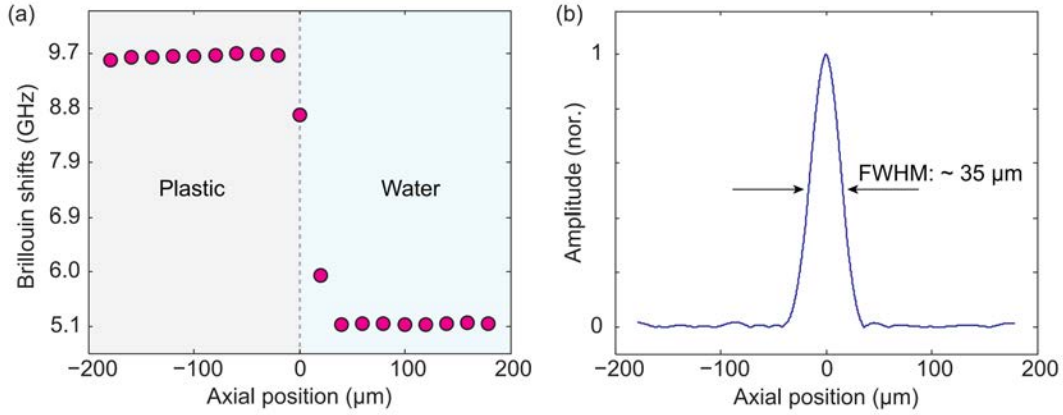 (a)
Brillouin shifts (GHz)
9.7
8.8
7.9
6.9
6.0
5.1
Plastic
Water
−200
−100
0
100
200
Axial position (μm)
(b)
Amplitude (nor.)
1
0
FWHM: ~ 35 μm
−200
−100
0
100
200
Axial position (μm)